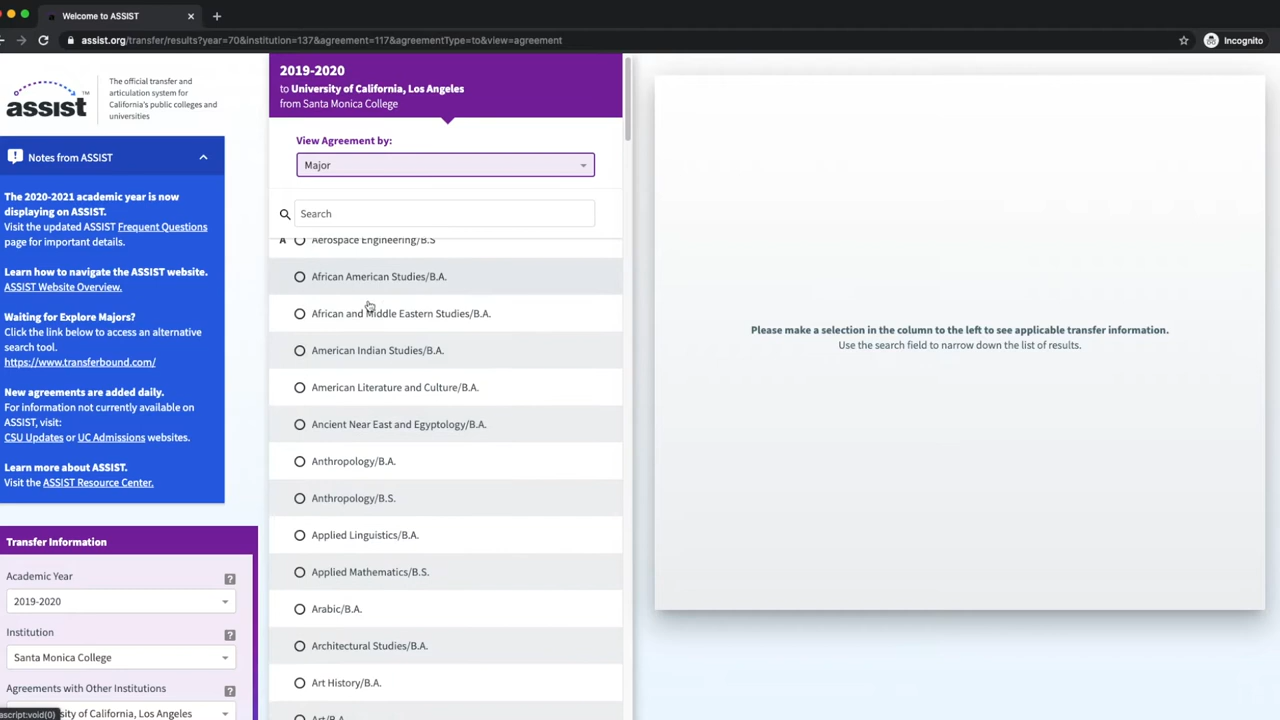 Welcome to ASSIST
assist.org/transfer/results?year=70&institution=137&agreement=117&agreementType=to&view=agreement
Incognito
assist™
The official transfer and
articulation system for
California's public colleges and
universities
Notes from ASSIST
The 2020-2021 academic year is now
displaying on ASSIST.
Visit the updated ASSIST Frequent Questions
page for important details.
Learn how to navigate the ASSIST website.
ASSIST Website Overview.
Waiting for Explore Majors?
Click the link below to access an alternative
search tool.
https://www.transferbound.com/
New agreements are added daily.
For information not currently available on
ASSIST, visit:
CSU Updates or UC Admissions websites.
Learn more about ASSIST.
Visit the ASSIST Resource Center.
Transfer Information
Academic Year
?
2019-2020
Institution
?
Santa Monica College
Agreements with Other Institutions
?
sity of California, Los Angeles
ascript:void(0)
2019-2020
to University of California, Los Angeles
from Santa Monica College
View Agreement by:
Major
Search
A Aerospace Engineering/B.S
African American Studies/B.A.
African and Middle Eastern Studies/B.A.
American Indian Studies/B.A.
American Literature and Culture/B.A.
Ancient Near East and Egyptology/B.A.
Anthropology/B.A.
Anthropology/B.S.
Applied Linguistics/B.A.
Applied Mathematics/B.S.
Arabic/B.A.
Architectural Studies/B.A.
Art History/B.A.
Art/B.A.
Please make a selection in the column to the left to see applicable transfer information.
Use the search field to narrow down the list of results.